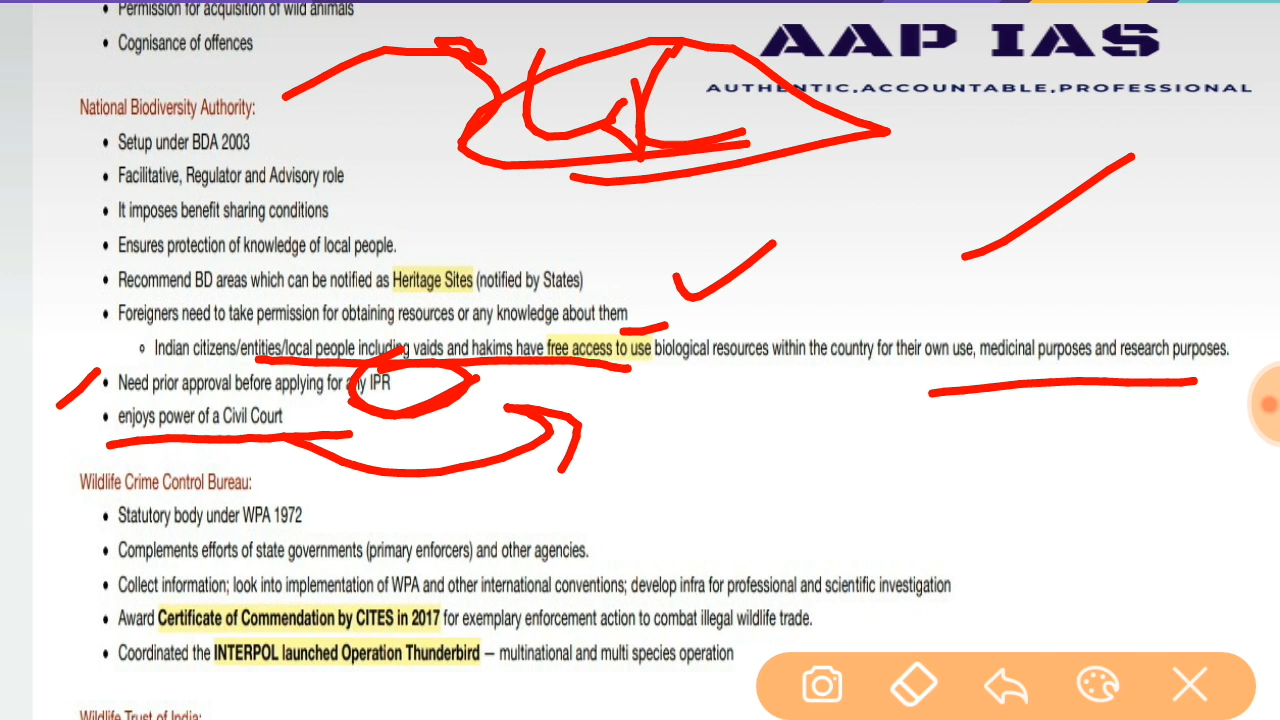 Permission for acquisition of wild animals
Cognisance of offences
AAP IAS
AUTHENTIC,ACCOUNTABLE,PROFESSIONAL
National Biodiversity Authority:
Setup under BDA 2003
Facilitative, Regulator and Advisory role
It imposes benefit sharing conditions
Ensures protection of knowledge of local people.
Recommend BD areas which can be notified as Heritage Sites (notified by States)
Foreigners need to take permission for obtaining resources or any knowledge about them
Indian citizens/entities/local people including vaids and hakims have free access to use biological resources within the country for their own use, medicinal purposes and research purposes.
Need prior approval before applying for any IPR
enjoys power of a Civil Court
Wildlife Crime Control Bureau:
Statutory body under WPA 1972
Complements efforts of state governments (primary enforcers) and other agencies.
Collect information; look into implementation of WPA and other international conventions; develop infra for professional and scientific investigation
Award Certificate of Commendation by CITES in 2017 for exemplary enforcement action to combat illegal wildlife trade.
Coordinated the INTERPOL launched Operation Thunderbird – multinational and multi species operation
Wildlife Trust of India: